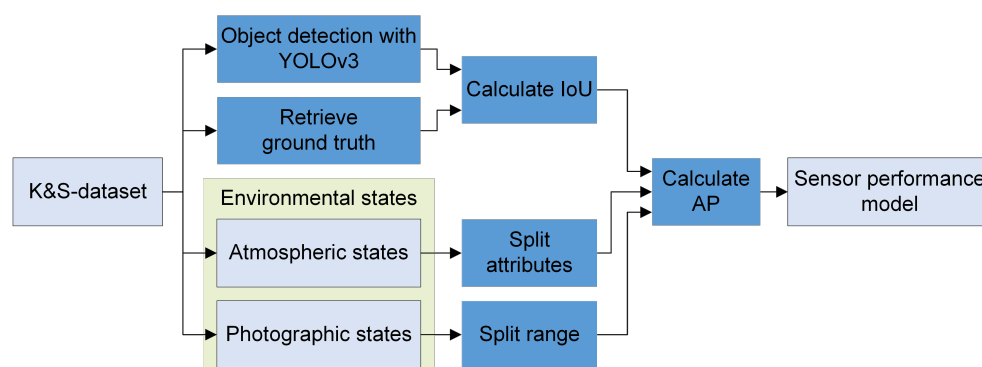 Object detection with
YOLOv3
Calculate IoU
Retrieve
ground truth
K&S-dataset
Environmental states
Calculate
AP
Sensor performance
model
Atmospheric states
Split
attributes
Photographic states
Split range